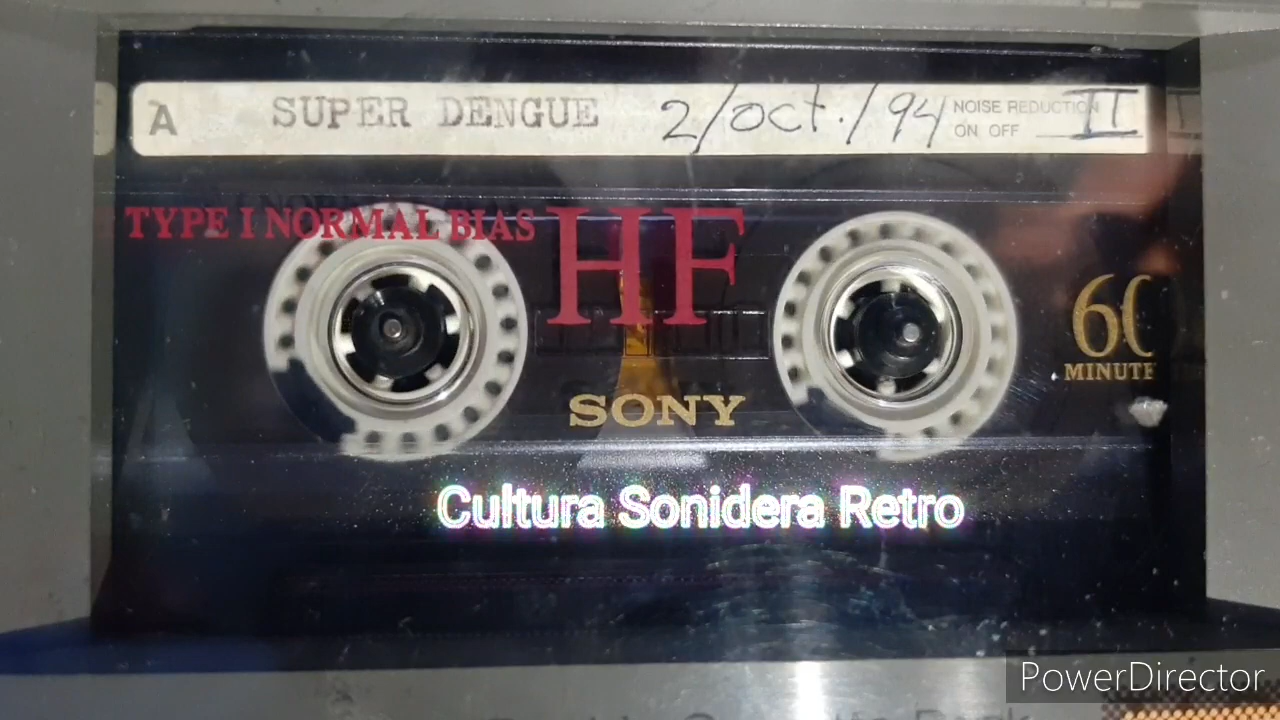 A SUPER DENGUE 2/oct./94 NOISE REDUCTION II
ON OFF
TYPE I NORMAL BIAS HF
60
MINUTE
SONY
Cultura Sonidera Retro
PowerDirector